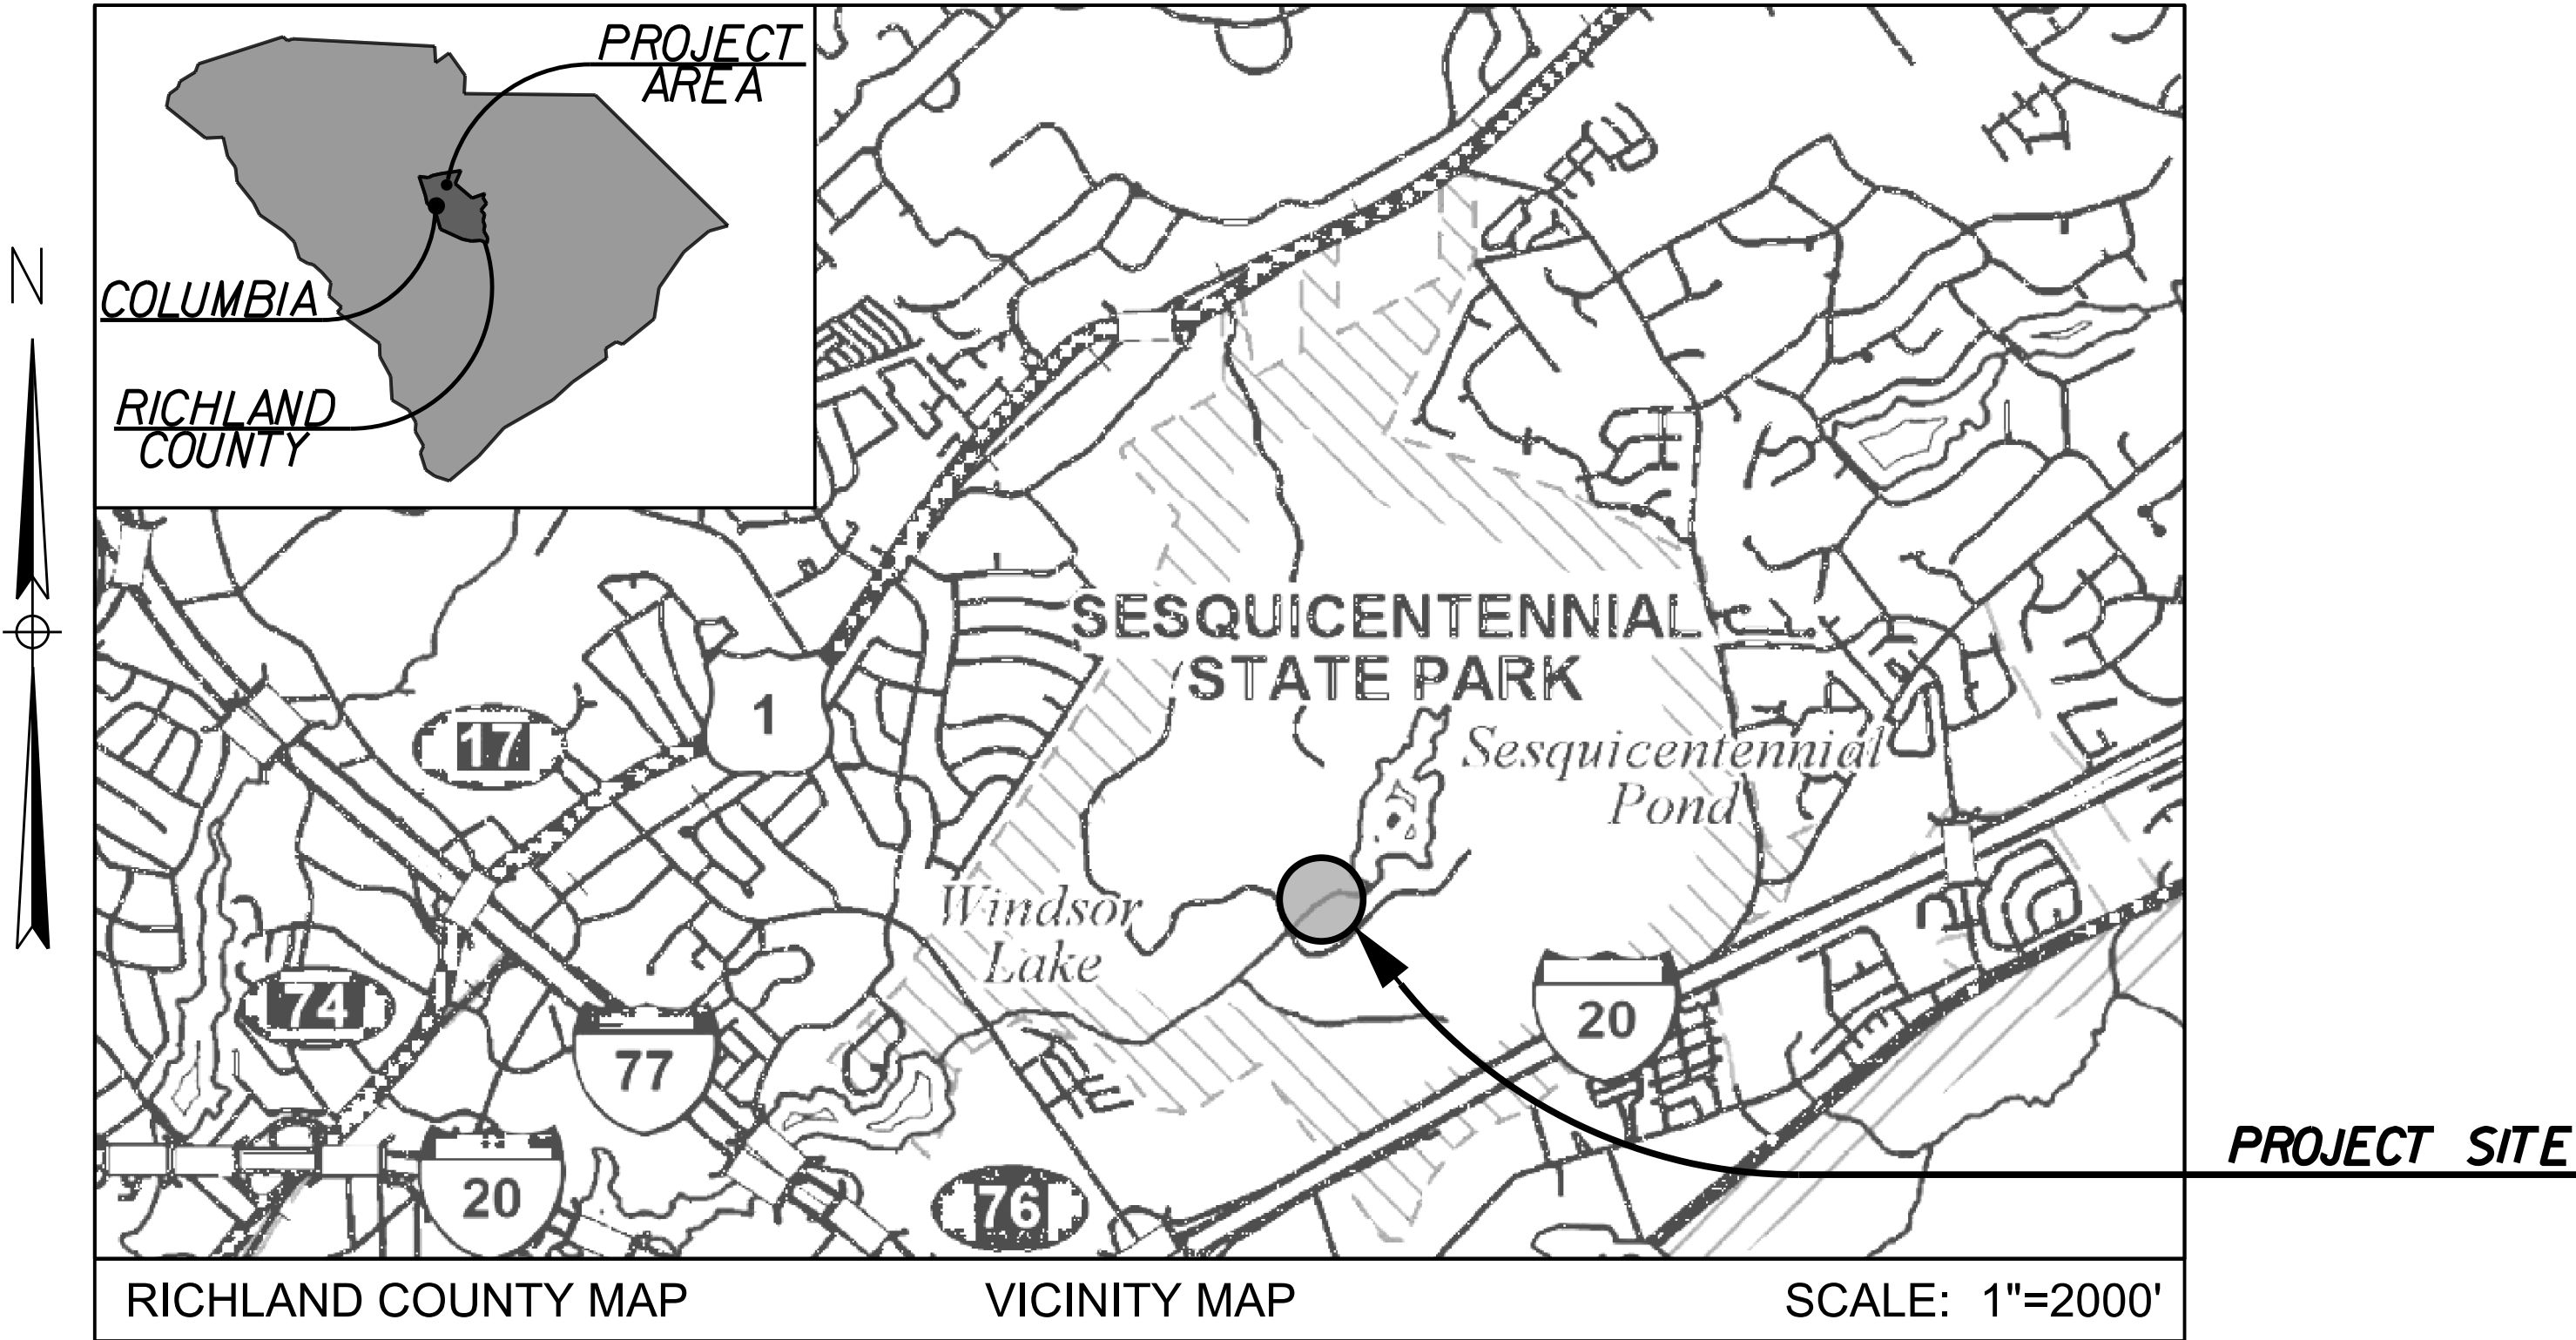 PROJECT
AREA
COLUMBIA
RICHLAND
COUNTY
N
SESQUICENTENNIAL
STATE PARK
1
17
Sesquicentennial
Pond
Windsor
Lake
74
77
20
20
76
PROJECT SITE
RICHLAND COUNTY MAP VICINITY MAP SCALE: 1"=2000'